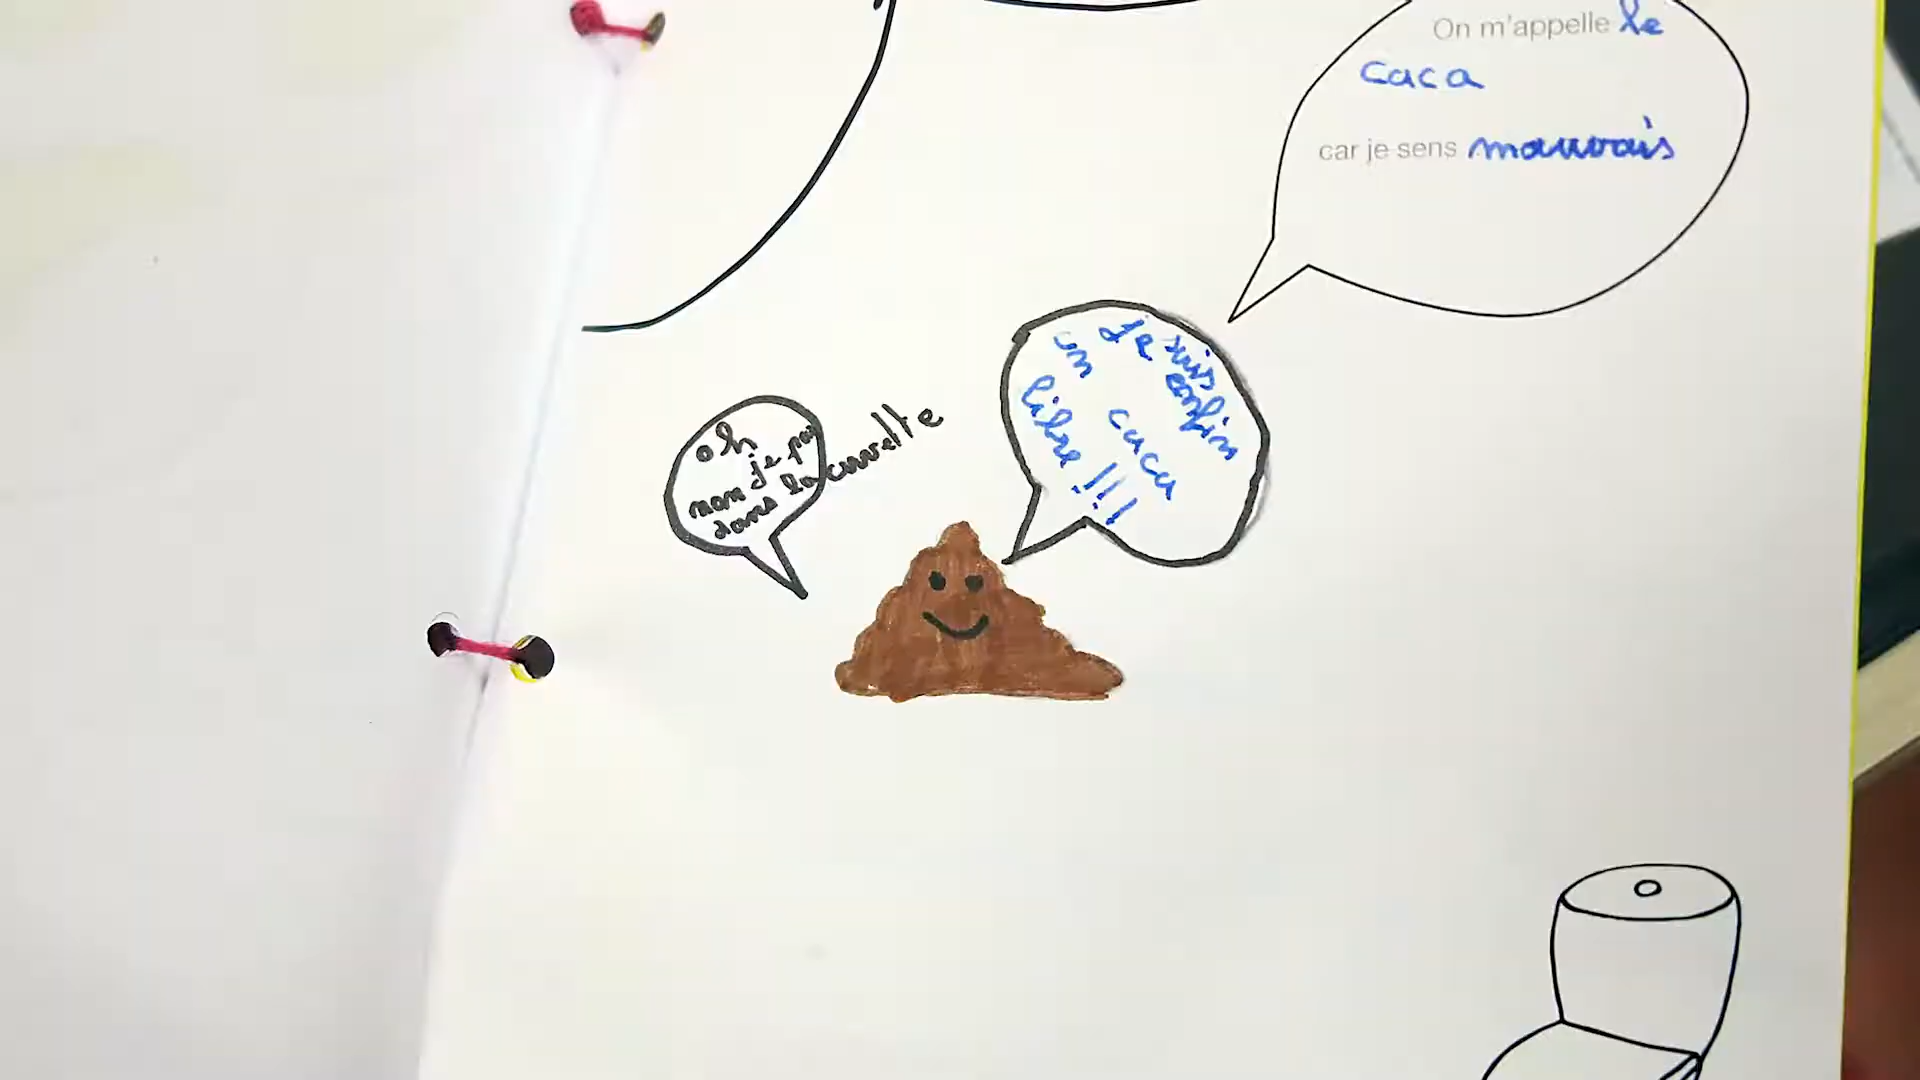 On m'appelle le
caca
car je sens mauvais
Je suis
enfin
un caca
libre !!!
oh
non je par
dans la cuvette